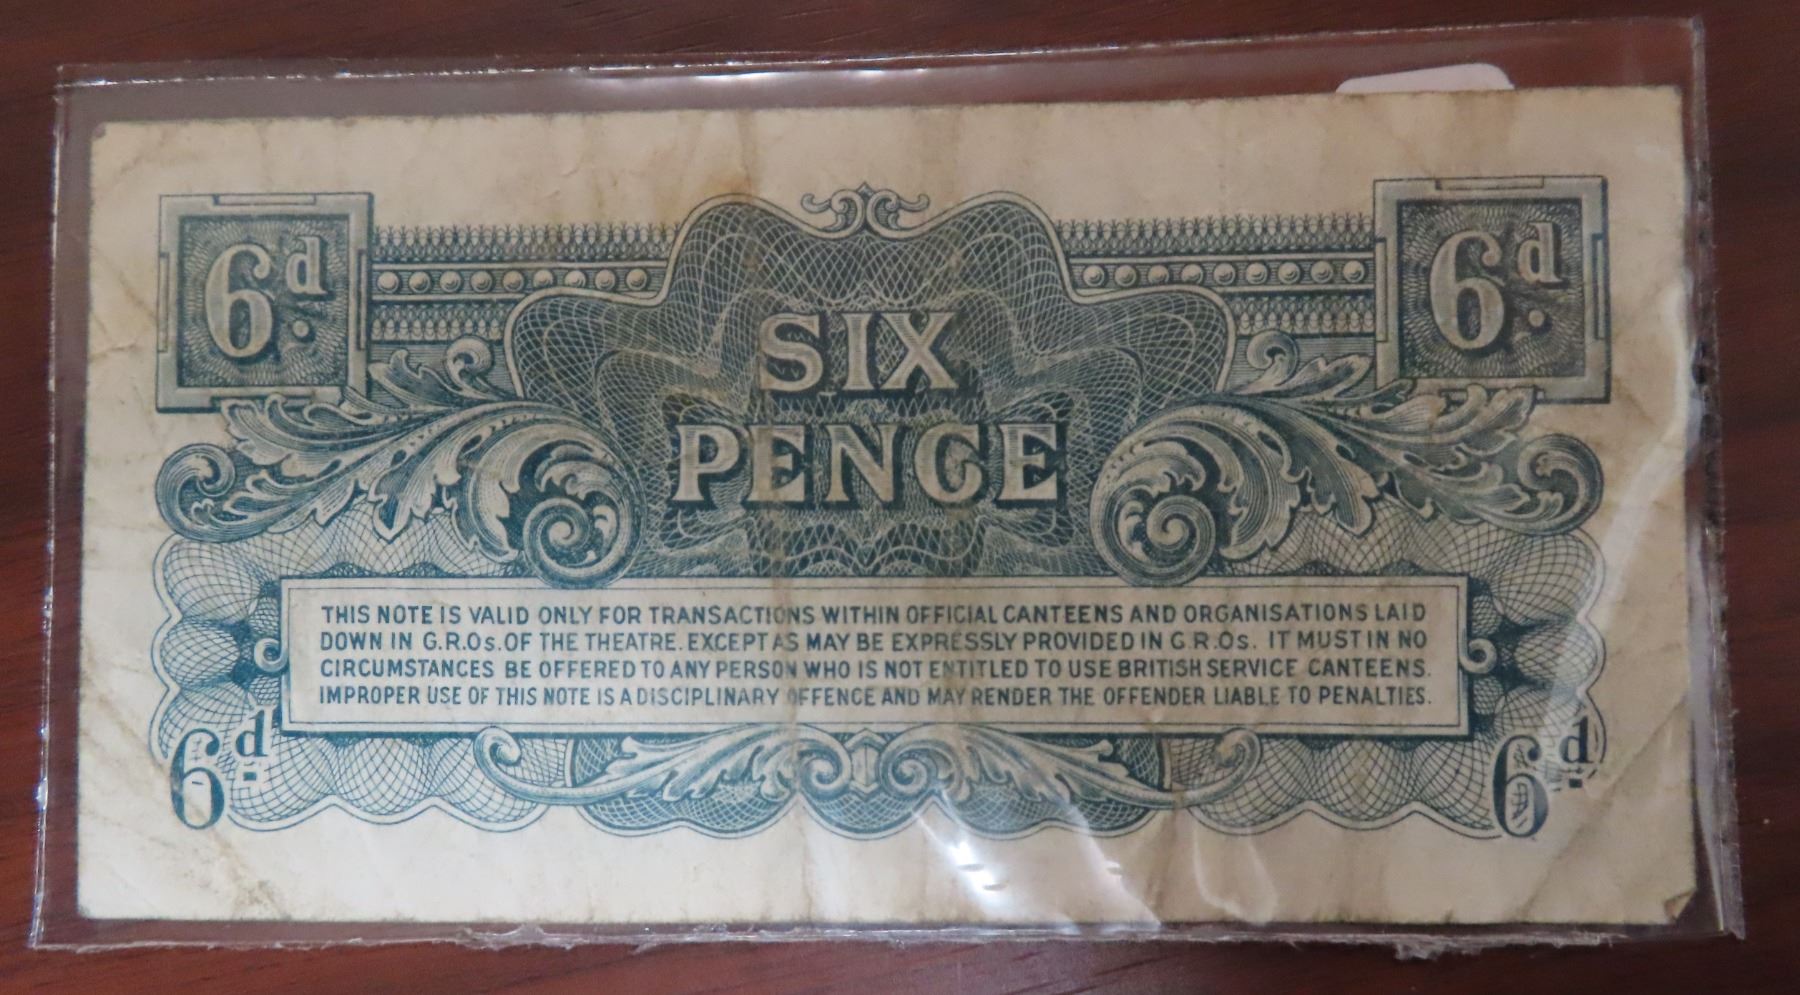 6d. 6d.
SIX
PENCE
THIS NOTE IS VALID ONLY FOR TRANSACTIONS WITHIN OFFICIAL CANTEENS AND ORGANISATIONS LAID
DOWN IN G.R.Os. OF THE THEATRE. EXCEPT AS MAY BE EXPRESSLY PROVIDED IN G.R.Os. IT MUST IN NO
CIRCUMSTANCES BE OFFERED TO ANY PERSON WHO IS NOT ENTITLED TO USE BRITISH SERVICE CANTEENS.
IMPROPER USE OF THIS NOTE IS A DISCIPLINARY OFFENCE AND MAY RENDER THE OFFENDER LIABLE TO PENALTIES.
6d. 6d.